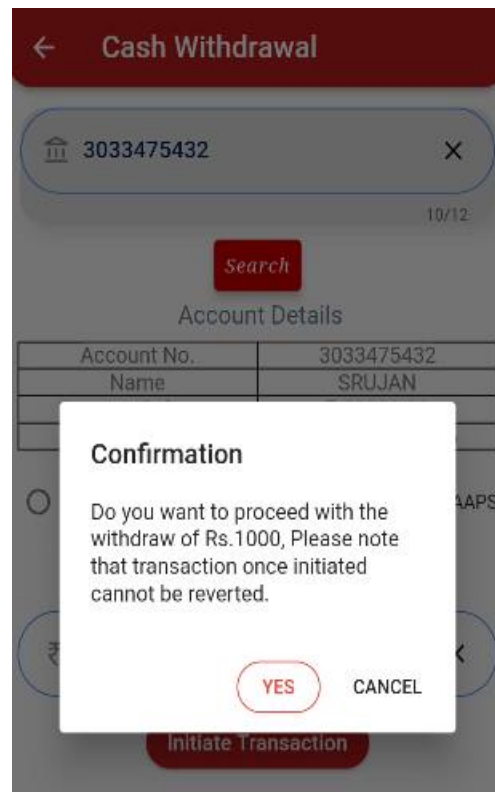 Cash Withdrawal
3033475432
10/12
Search
Account Details
Account No. 3033475432
Name SRUJAN
Confirmation
Do you want to proceed with the
withdraw of Rs.1000, Please note
that transaction once initiated
cannot be reverted.
AAPS
₹
YES CANCEL
Initiate Transaction